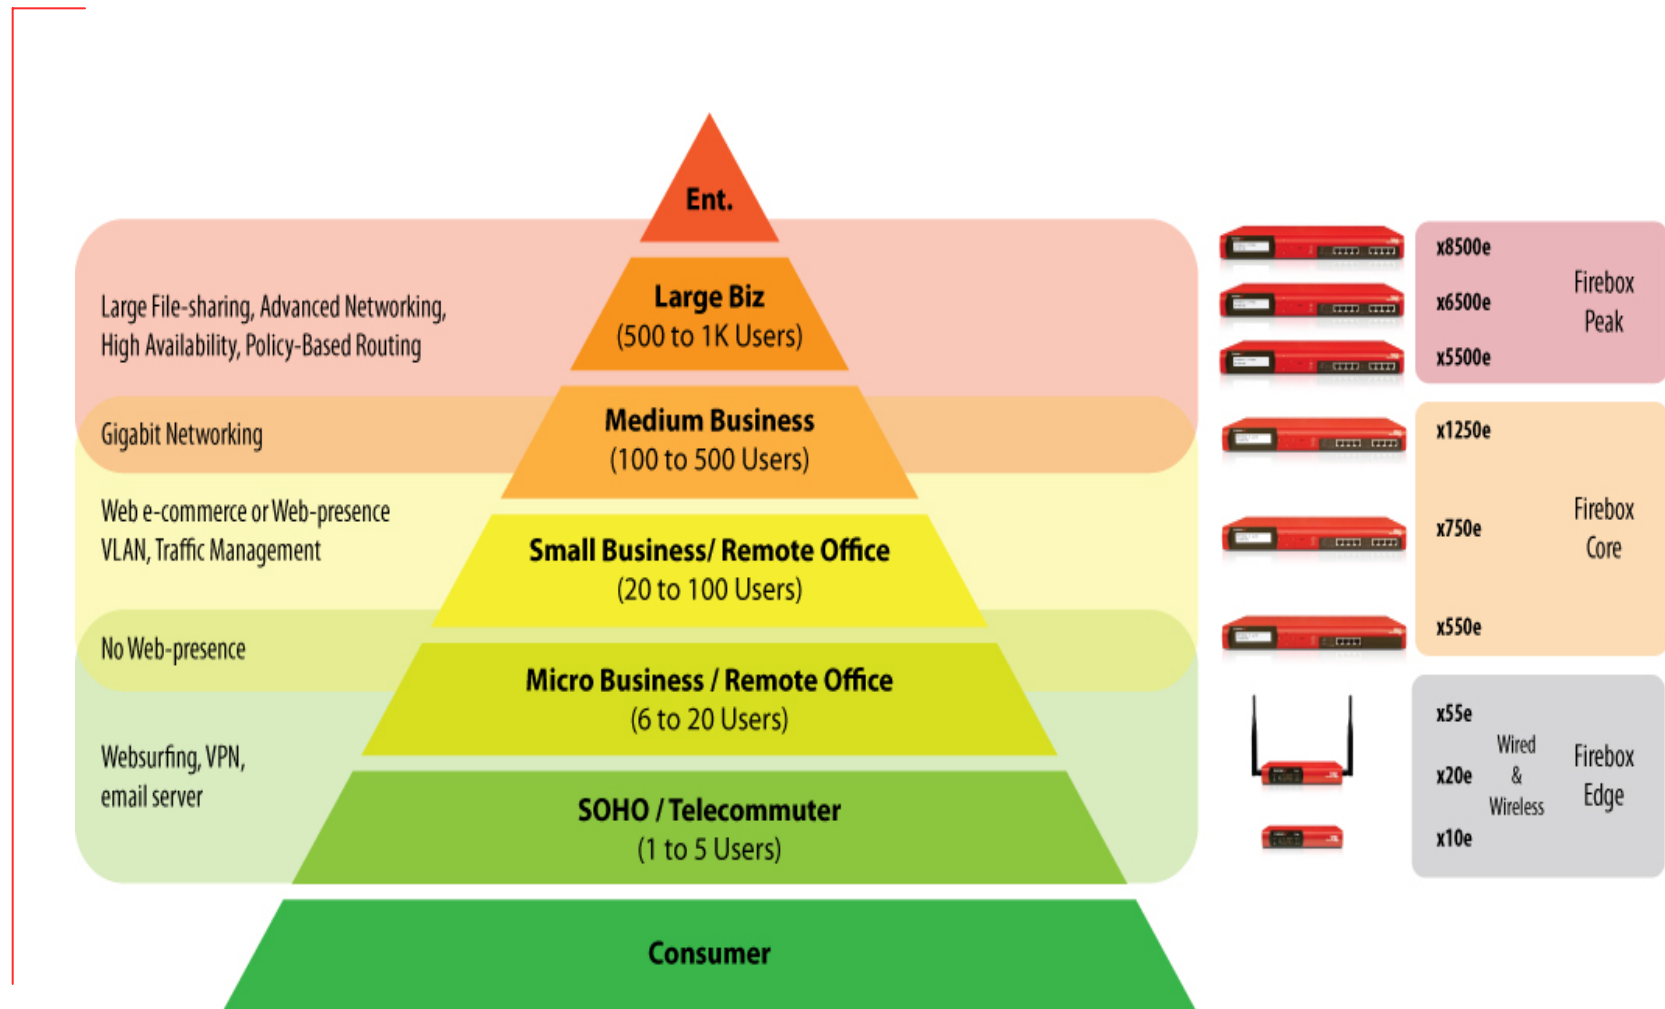 Ent.
Large Biz
(500 to 1K Users)
Medium Business
(100 to 500 Users)
Small Business/ Remote Office
(20 to 100 Users)
Micro Business / Remote Office
(6 to 20 Users)
SOHO / Telecommuter
(1 to 5 Users)
Consumer
Large File-sharing, Advanced Networking,
High Availability, Policy-Based Routing
Gigabit Networking
Web e-commerce or Web-presence
VLAN, Traffic Management
No Web-presence
Websurfing, VPN,
email server
x8500e
x6500e
x5500e
Firebox
Peak
x1250e
x750e
x550e
Firebox
Core
x55e
x20e
x10e
Wired
&
Wireless
Firebox
Edge